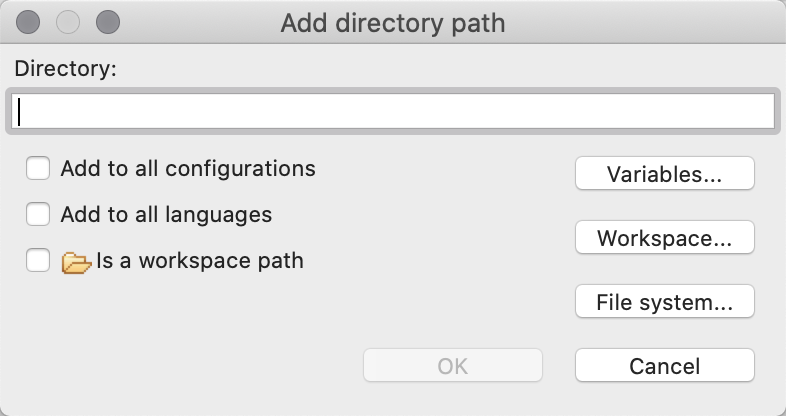 Add directory path
Directory:
Add to all configurations
Variables...
Add to all languages
Workspace...
Is a workspace path
File system...
OK
Cancel